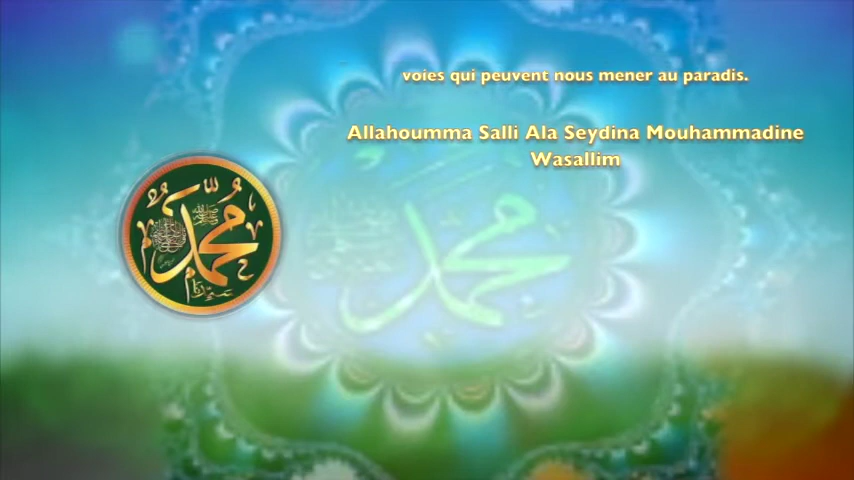 voies qui peuvent nous mener au paradis.
Allahoumma Salli Ala Seydina Mouhammadine
Wasallim
محمد
محمد